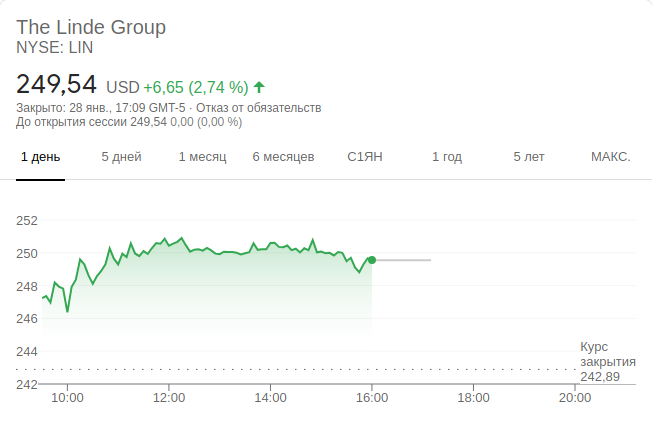 The Linde Group
NYSE: LIN
249,54 USD +6,65 (2,74 %)
Закрыто: 28 янв., 17:09 GMT-5 · Отказ от обязательств
До открытия сессии 249,54 0,00 (0,00 %)
1 день 5 дней 1 месяц 6 месяцев С1ЯН 1 год 5 лет МАКС.
252
250
248
246
244
Курс
закрытия
242,89
242
10:00 12:00 14:00 16:00 18:00 20:00